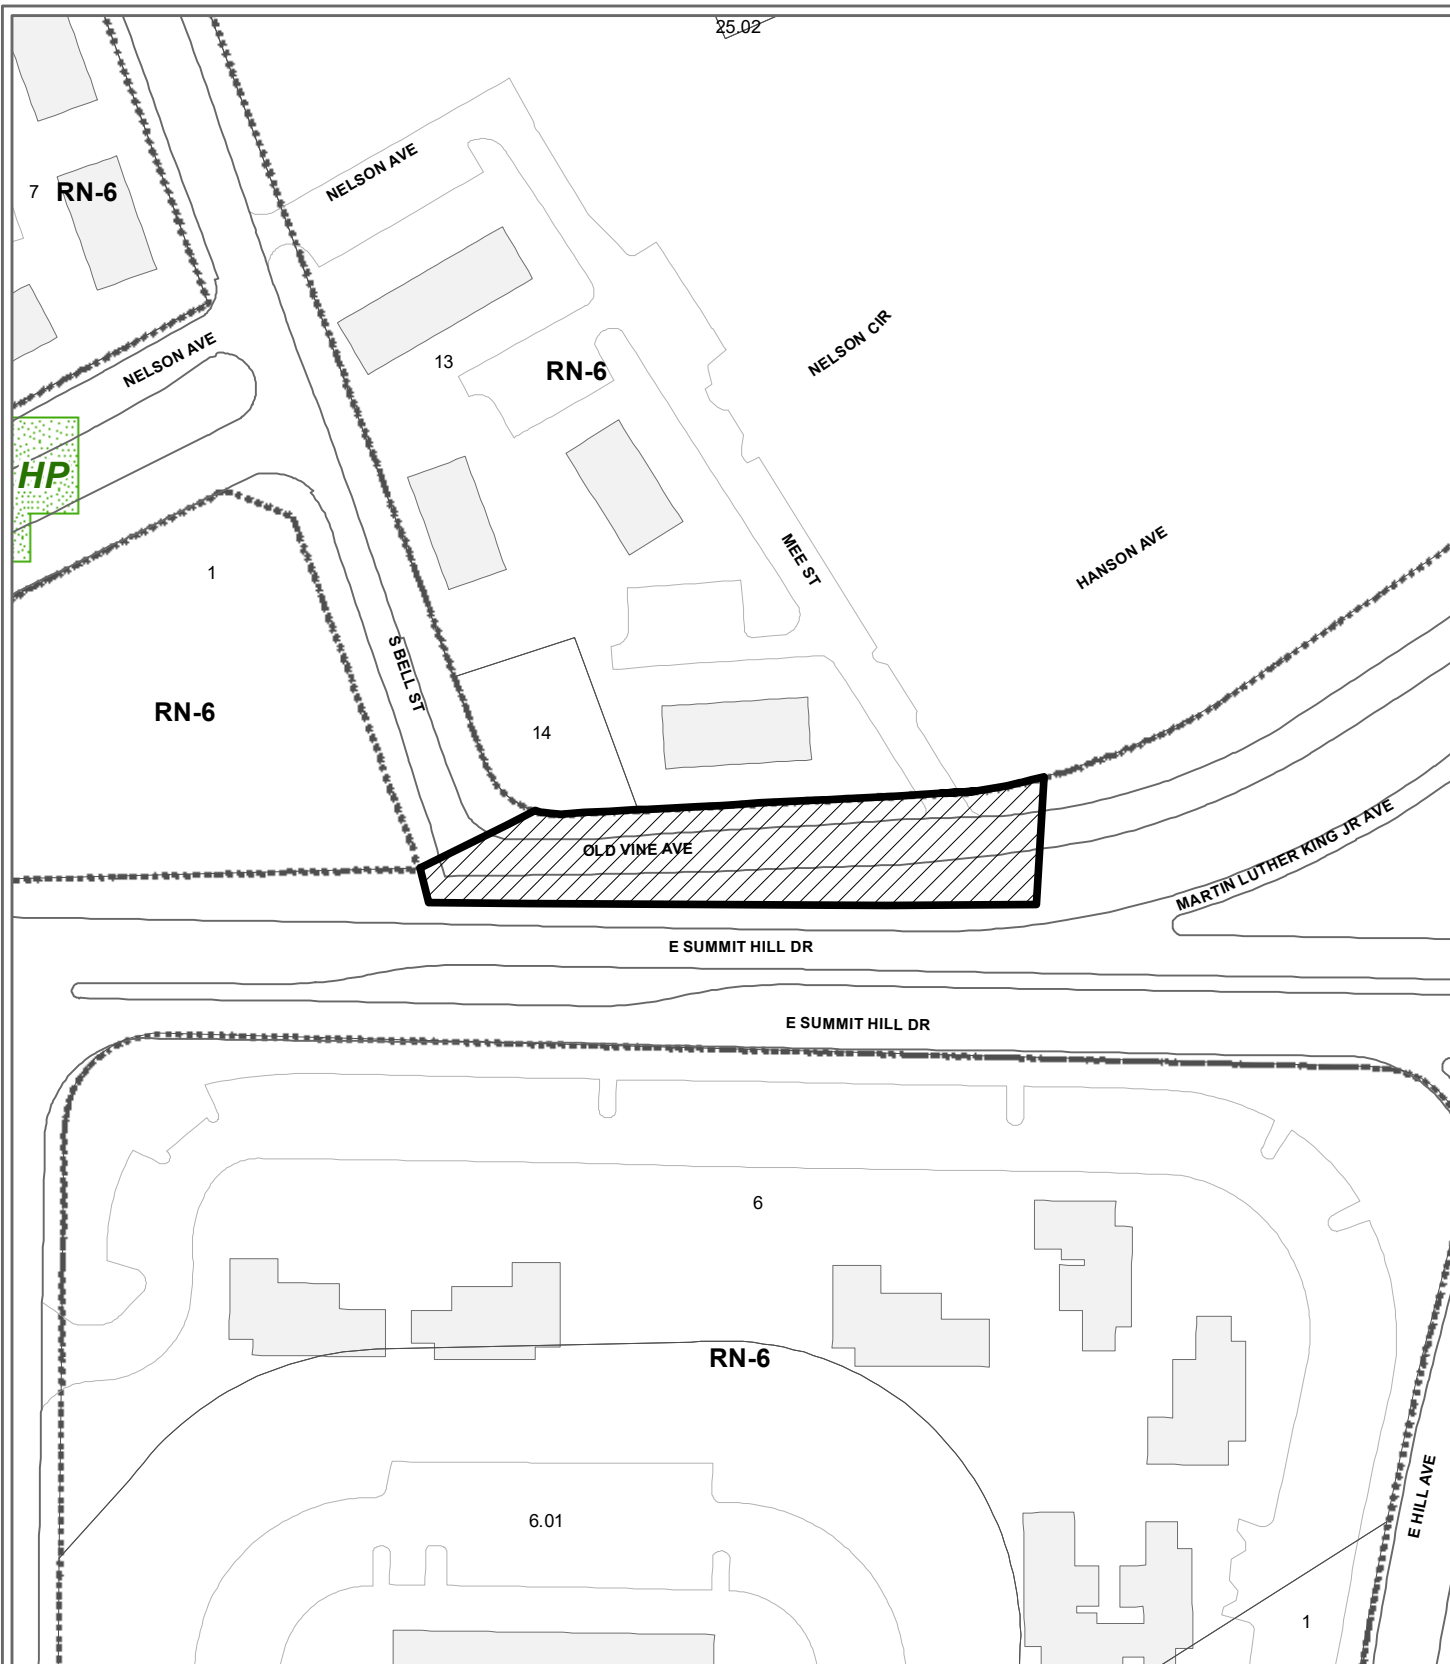 25.02
NELSON AVE
7
RN-6
NELSON CIR
NELSON AVE
13
RN-6
HP
MEE ST
HANSON AVE
1
S BELL ST
RN-6
14
OLD VINE AVE
MARTIN LUTHER KING JR AVE
E SUMMIT HILL DR
E SUMMIT HILL DR
6
RN-6
E HILL AVE
6.01
1